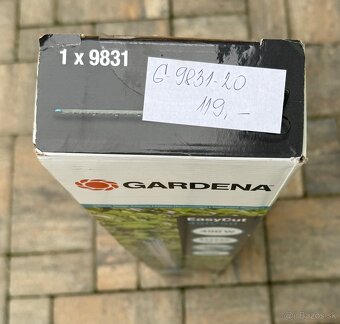 1 x 9831
G-9831-20
119,-
GARDENA
EasyCut